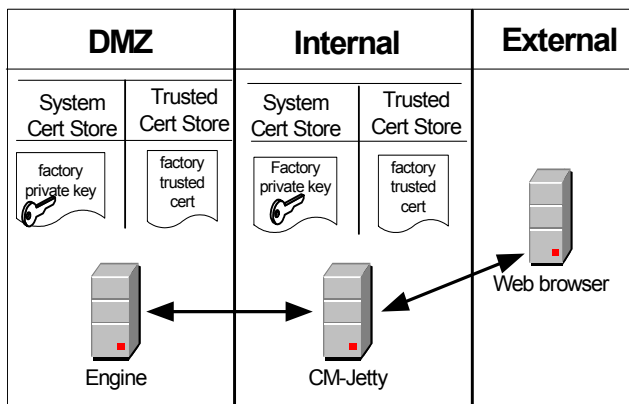 DMZ
Internal
External
System
Cert Store
Trusted
Cert Store
System
Cert Store
Trusted
Cert Store
factory
private key
factory
trusted
cert
Factory
private key
factory
trusted
cert
Web browser
Engine
CM-Jetty